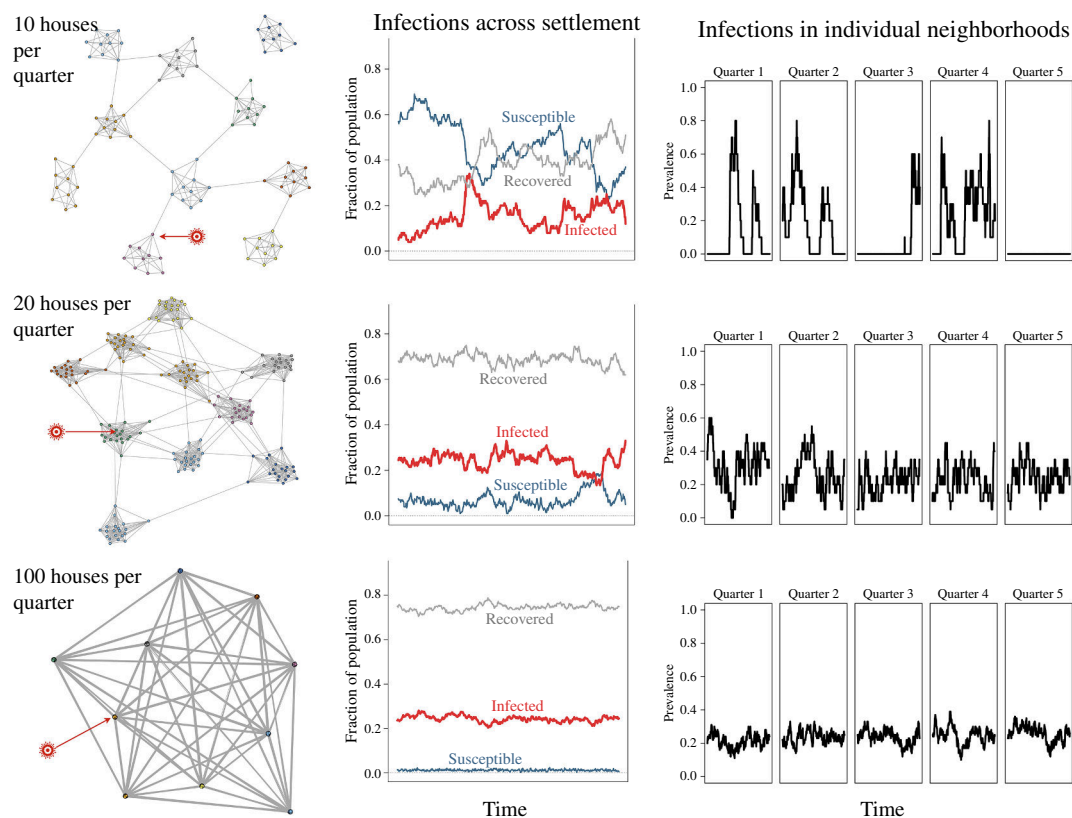 10 houses per
quarter
Infections across settlement
Infections in individual neighborhoods
Fraction of population
0.8
0.6
0.4
0.2
0.0
Susceptible
Recovered
Infected
Prevalence
1.0
0.8
0.6
0.4
0.2
0.0
Quarter 1
Quarter 2
Quarter 3
Quarter 4
Quarter 5
20 houses per
quarter
Fraction of population
0.8
0.6
0.4
0.2
0.0
Recovered
Infected
Susceptible
Prevalence
1.0
0.8
0.6
0.4
0.2
0.0
Quarter 1
Quarter 2
Quarter 3
Quarter 4
Quarter 5
100 houses per
quarter
Fraction of population
0.8
0.6
0.4
0.2
0.0
Recovered
Infected
Susceptible
Time
Prevalence
1.0
0.8
0.6
0.4
0.2
0.0
Quarter 1
Quarter 2
Quarter 3
Quarter 4
Quarter 5
Time